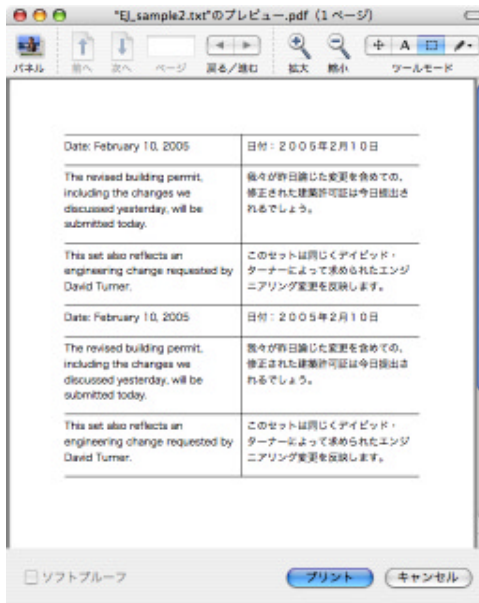 "EJ_sample2.txt"のプレビュー.pdf (1 ページ)
パネル 前へ 次へ ページ 戻る/進む 拡大 縮小 ツールモード
A
Date: February 10, 2005
日付：２００５年２月１０日
The revised building permit,
including the changes we
discussed yesterday, will be
submitted today.
我々が昨日論じた変更を含めての、
修正された建築許可証は今日提出さ
れるでしょう。
This set also reflects an
engineering change requested by
David Turner.
このセットは同じくデイビッド・
ターナーによって求められたエンジ
ニアリング変更を反映します。
Date: February 10, 2005
日付：２００５年２月１０日
The revised building permit,
including the changes we
discussed yesterday, will be
submitted today.
我々が昨日論じた変更を含めての、
修正された建築許可証は今日提出さ
れるでしょう。
This set also reflects an
engineering change requested by
David Turner.
このセットは同じくデイビッド・
ターナーによって求められたエンジ
ニアリング変更を反映します。
ソフトプルーフ
プリント
キャンセル